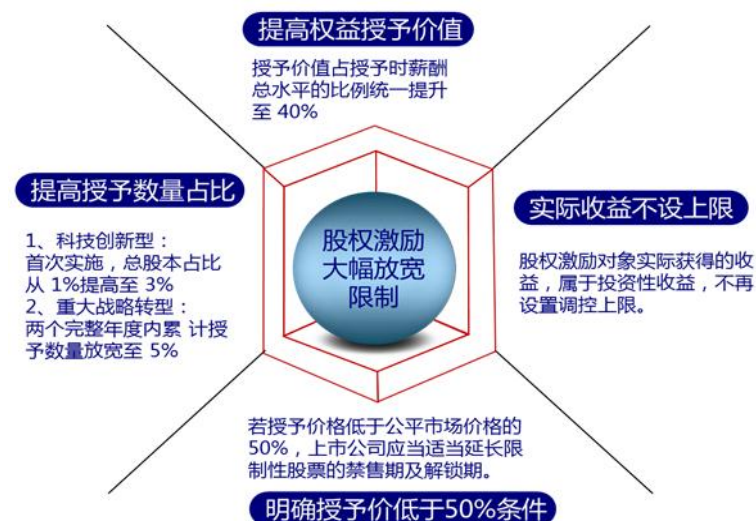 提高权益授予价值
授予价值占授予时薪酬
总水平的比例统一提升
至 40%
提高授予数量占比
1、科技创新型：
首次实施，总股本占比
从 1%提高至 3%
2、重大战略转型：
两个完整年度内累 计授
予数量放宽至 5%
股权激励
大幅放宽
限制
实际收益不设上限
股权激励对象实际获得的收
益，属于投资性收益，不再
设置调控上限。
若授予价格低于公平市场价格的
50%，上市公司应当适当延长限
制性股票的禁售期及解锁期。
明确授予价低于50%条件